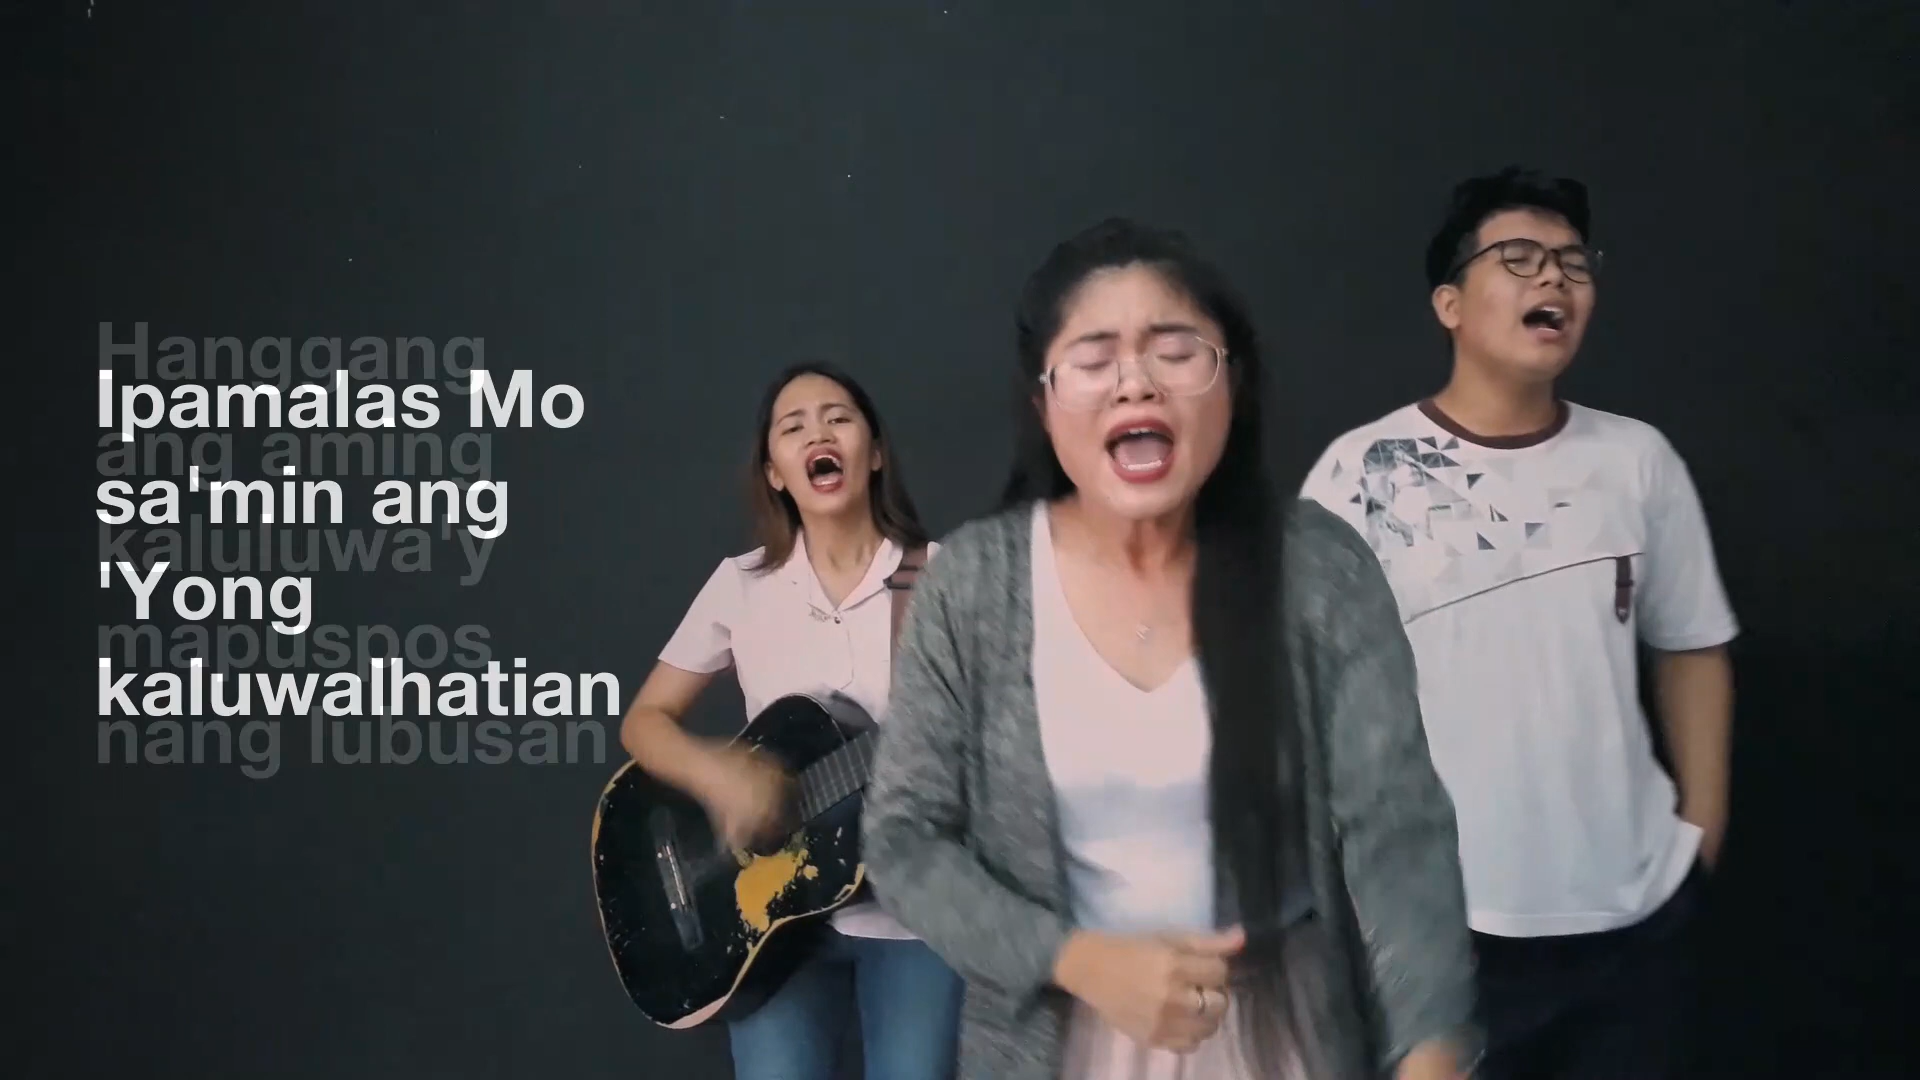 Hanggang
ang aming
kaluluwa'y
mapuspos
nang lubusan
Ipamalas Mo
sa'min ang
'Yong
kaluwalhatian